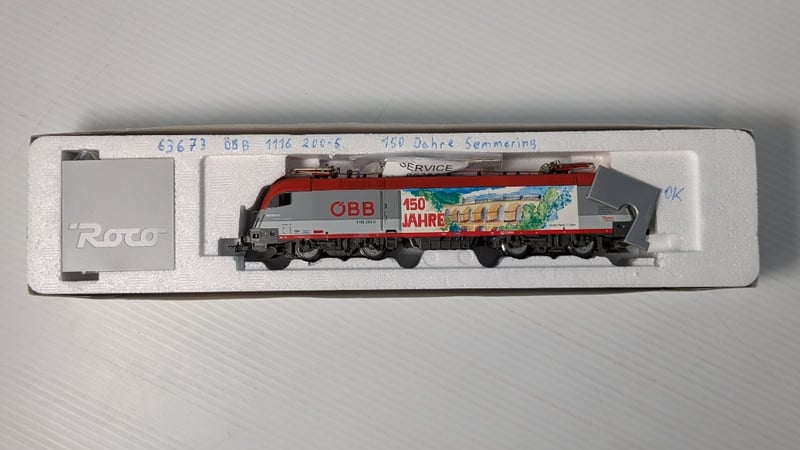 63673 ÖBB 1116 200-5 150 Jahre Semmering
SERVICE
Roco
ÖBB
150
JAHRE
OK